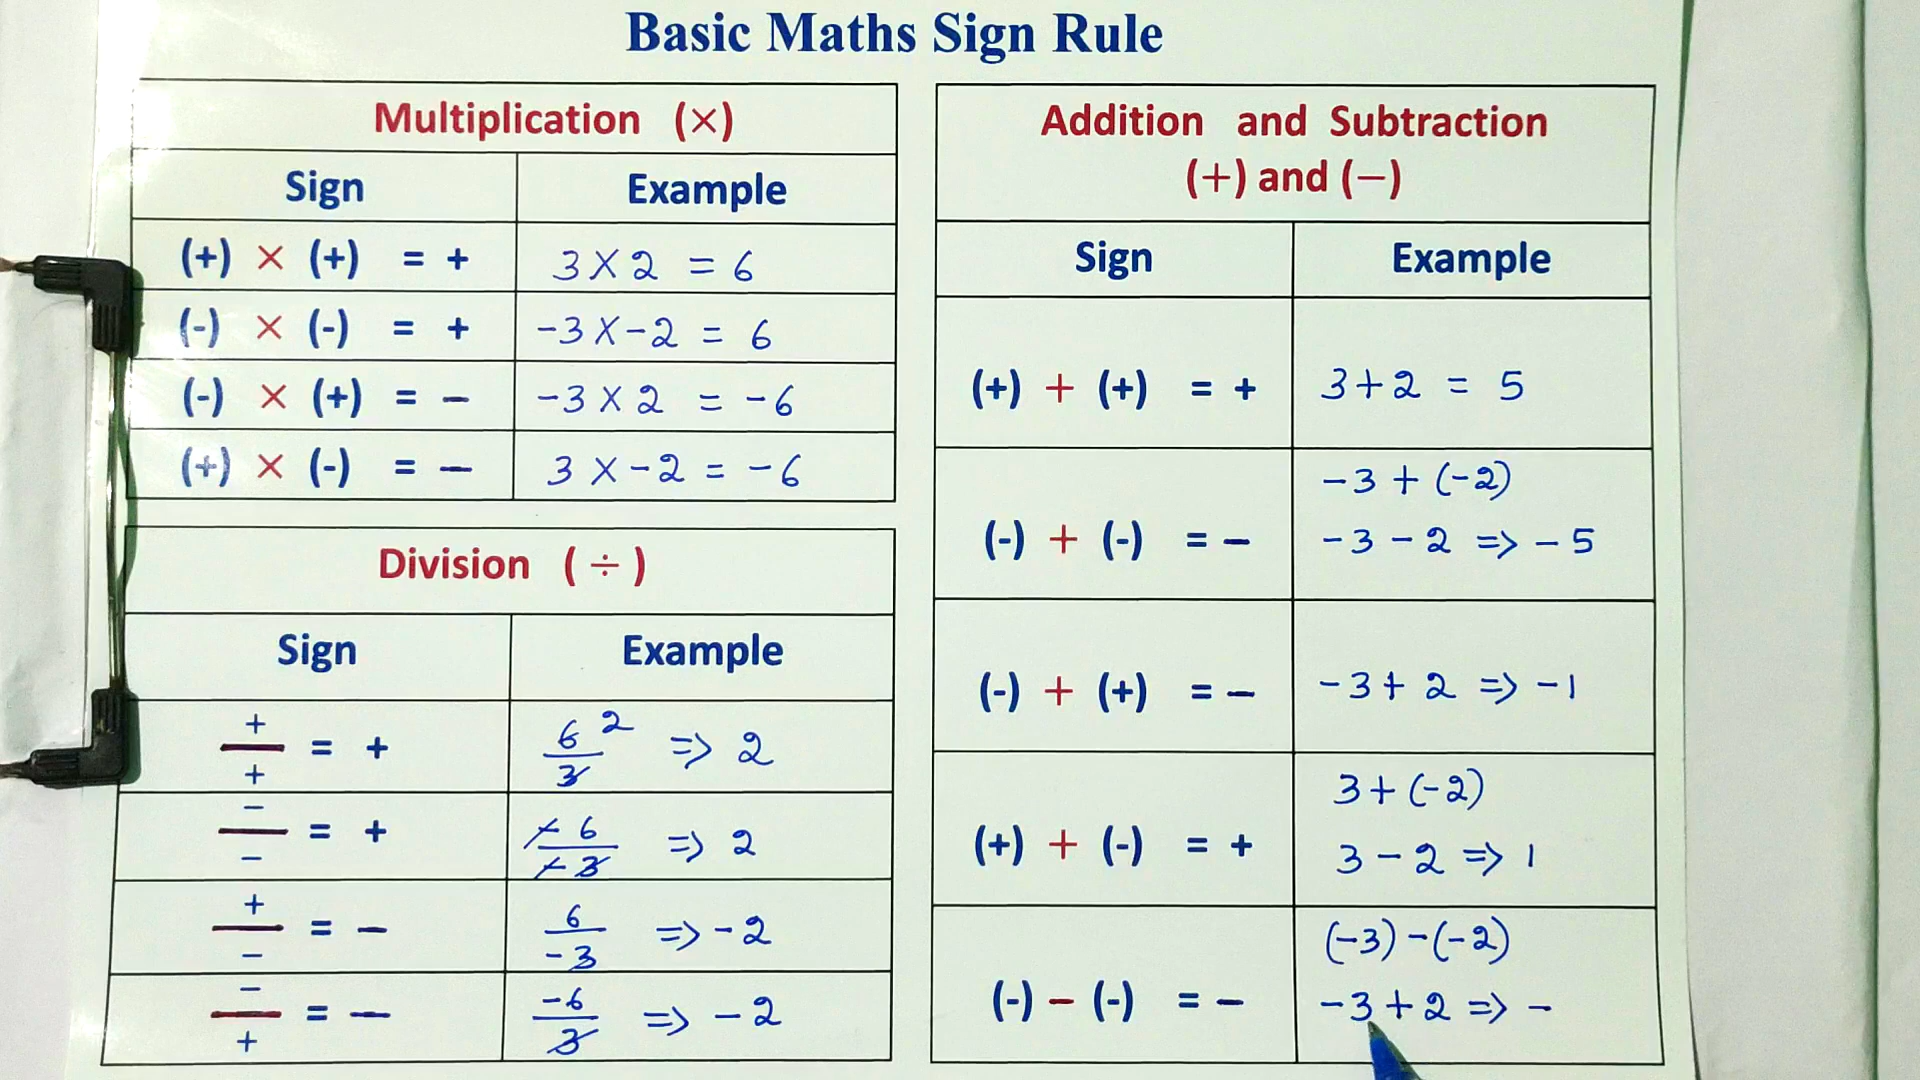 Basic Maths Sign Rule
Multiplication (×)
Sign Example
(+) × (+) = + 3 × 2 = 6
(-) × (-) = + -3 × -2 = 6
(-) × (+) = – -3 × 2 = -6
(+) × (-) = – 3 × -2 = -6
Division (÷)
Sign Example
+/+ = + 6/3 2 => 2
–/– = + -6/-3 => 2
+/– = – 6/-3 => -2
–/+ = – -6/3 => -2
Addition and Subtraction
(+) and (–)
Sign Example
(+) + (+) = + 3+2 = 5
-3 + (-2)
(-) + (-) = – -3 - 2 => -5
(-) + (+) = – -3 + 2 => -1
3+(-2)
(+) + (-) = + 3 - 2 => 1
(-3) - (-2)
(-) – (-) = – -3 + 2 => -